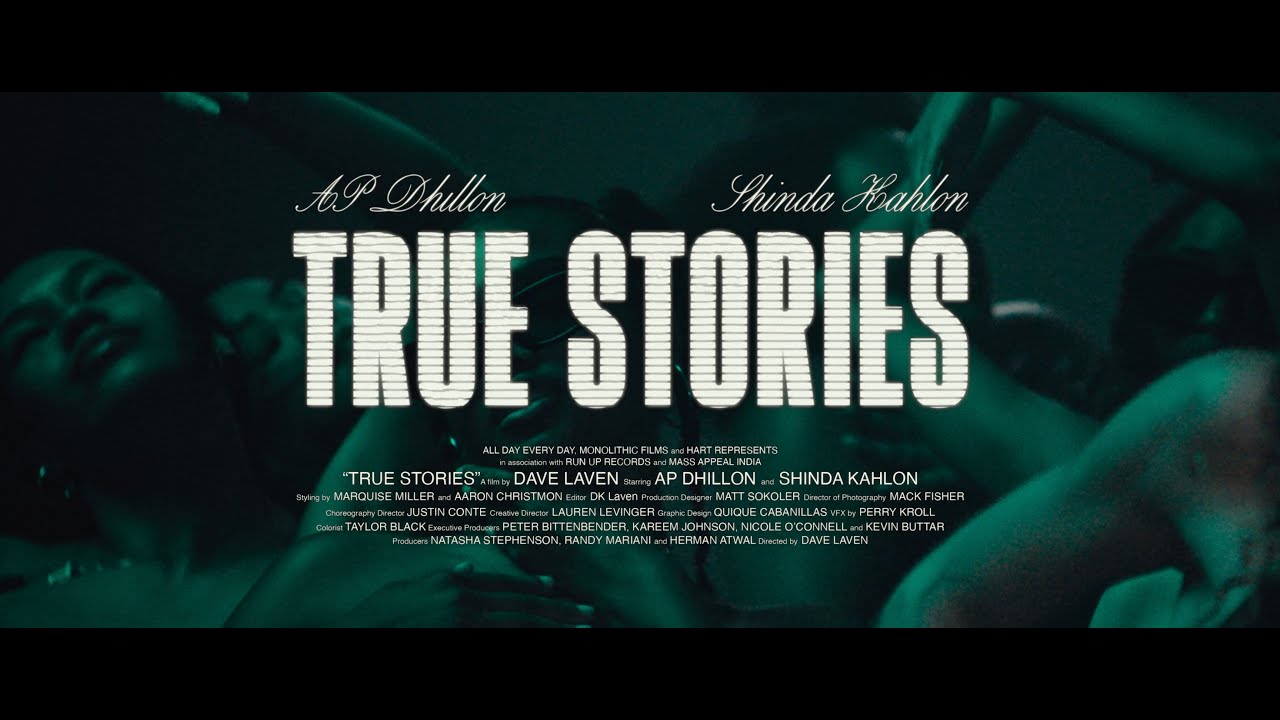 AP Dhillon Shinda Kahlon
TRUE STORIES
ALL DAY EVERY DAY, MONOLITHIC FILMS and HART REPRESENTS
in association with RUN UP RECORDS and MASS APPEAL INDIA
“TRUE STORIES” A film by DAVE LAVEN Starring AP DHILLON and SHINDA KAHLON
Styling by MARQUISE MILLER and AARON CHRISTMON Editor DK Laven Production Designer MATT SOKOLER Director of Photography MACK FISHER
Choreography Director JUSTIN CONTE Creative Director LAUREN LEVINGER Graphic Design QUIQUE CABANILLAS VFX by PERRY KROLL
Colorist TAYLOR BLACK Executive Producers PETER BITTENBENDER, KAREEM JOHNSON, NICOLE O'CONNELL and KEVIN BUTTAR
Producers NATASHA STEPHENSON, RANDY MARIANI and HERMAN ATWAL Directed by DAVE LAVEN